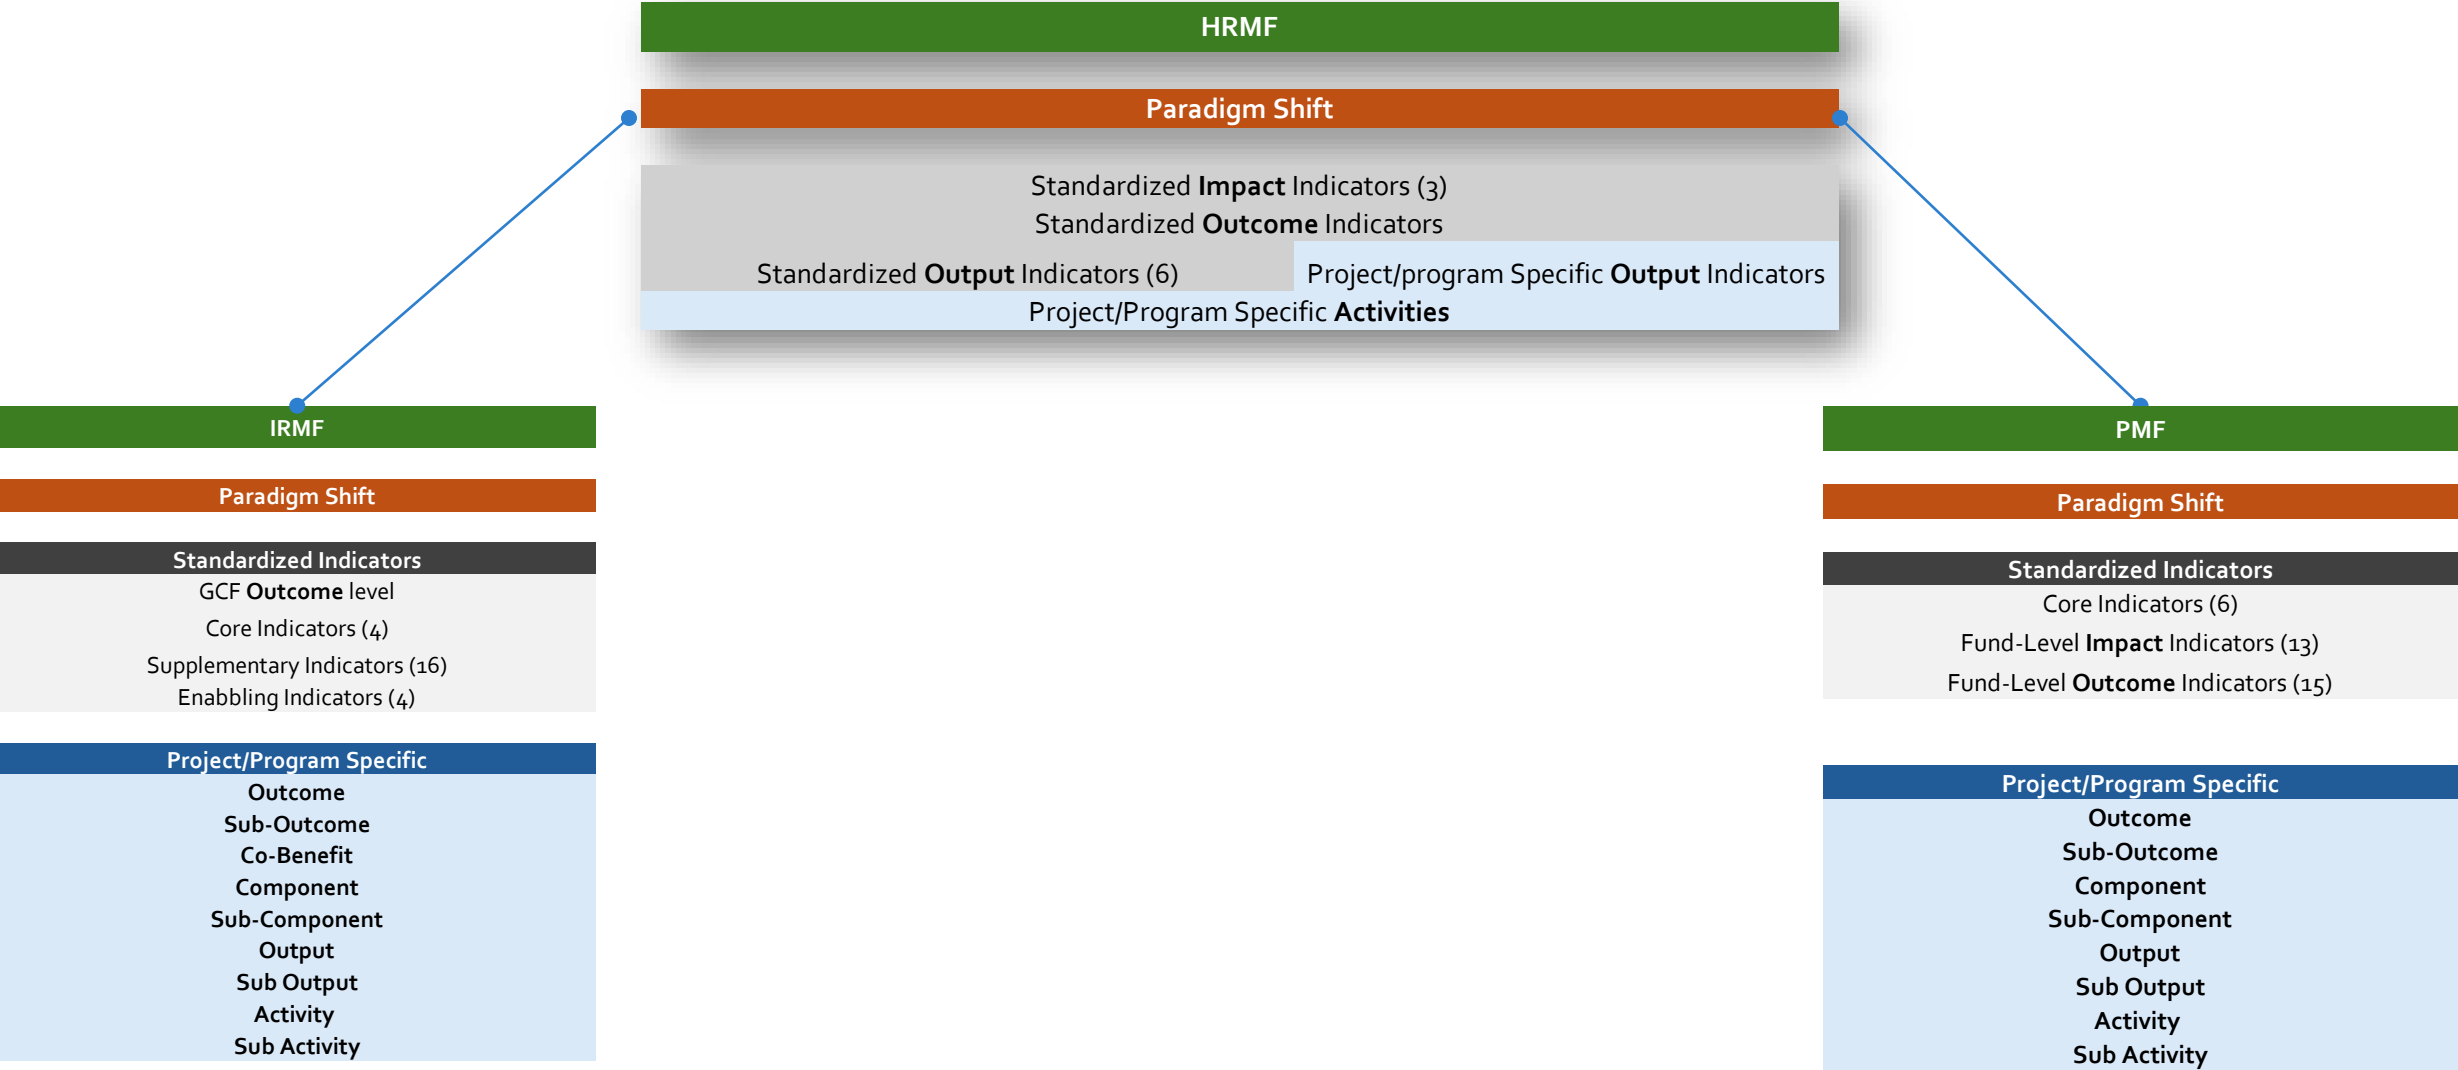 HRMF
Paradigm Shift
Standardized Impact Indicators (3)
Standardized Outcome Indicators
Standardized Output Indicators (6)
Project/program Specific Output Indicators
Project/Program Specific Activities
IRMF
Paradigm Shift
Standardized Indicators
GCF Outcome level
Core Indicators (4)
Supplementary Indicators (16)
Enabbling Indicators (4)
Project/Program Specific
Outcome
Sub-Outcome
Co-Benefit
Component
Sub-Component
Output
Sub Output
Activity
Sub Activity
PMF
Paradigm Shift
Standardized Indicators
Core Indicators (6)
Fund-Level Impact Indicators (13)
Fund-Level Outcome Indicators (15)
Project/Program Specific
Outcome
Sub-Outcome
Component
Sub-Component
Output
Sub Output
Activity
Sub Activity